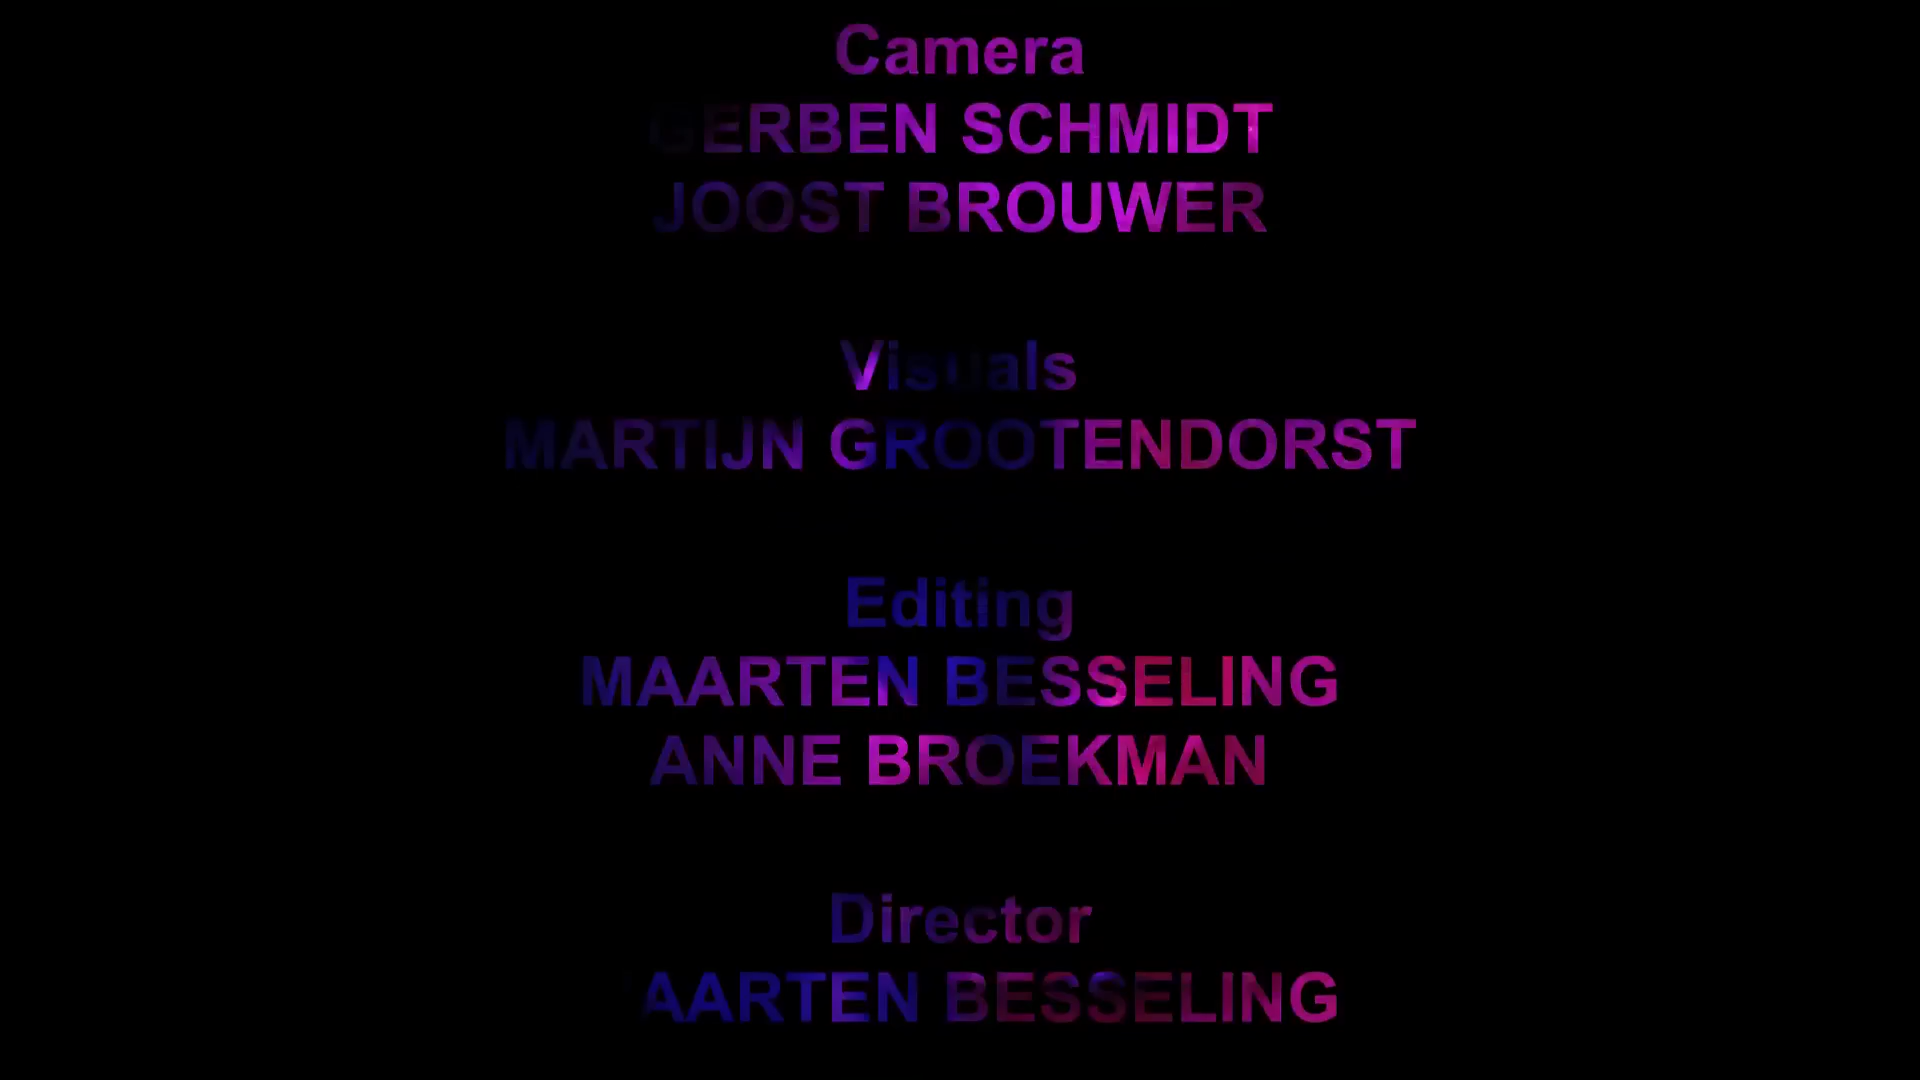 Camera
GERBEN SCHMIDT
JOOST BROUWER
Visuals
MARTIJN GROOTENDORST
Editing
MAARTEN BESSELING
ANNE BROEKMAN
Director
MAARTEN BESSELING